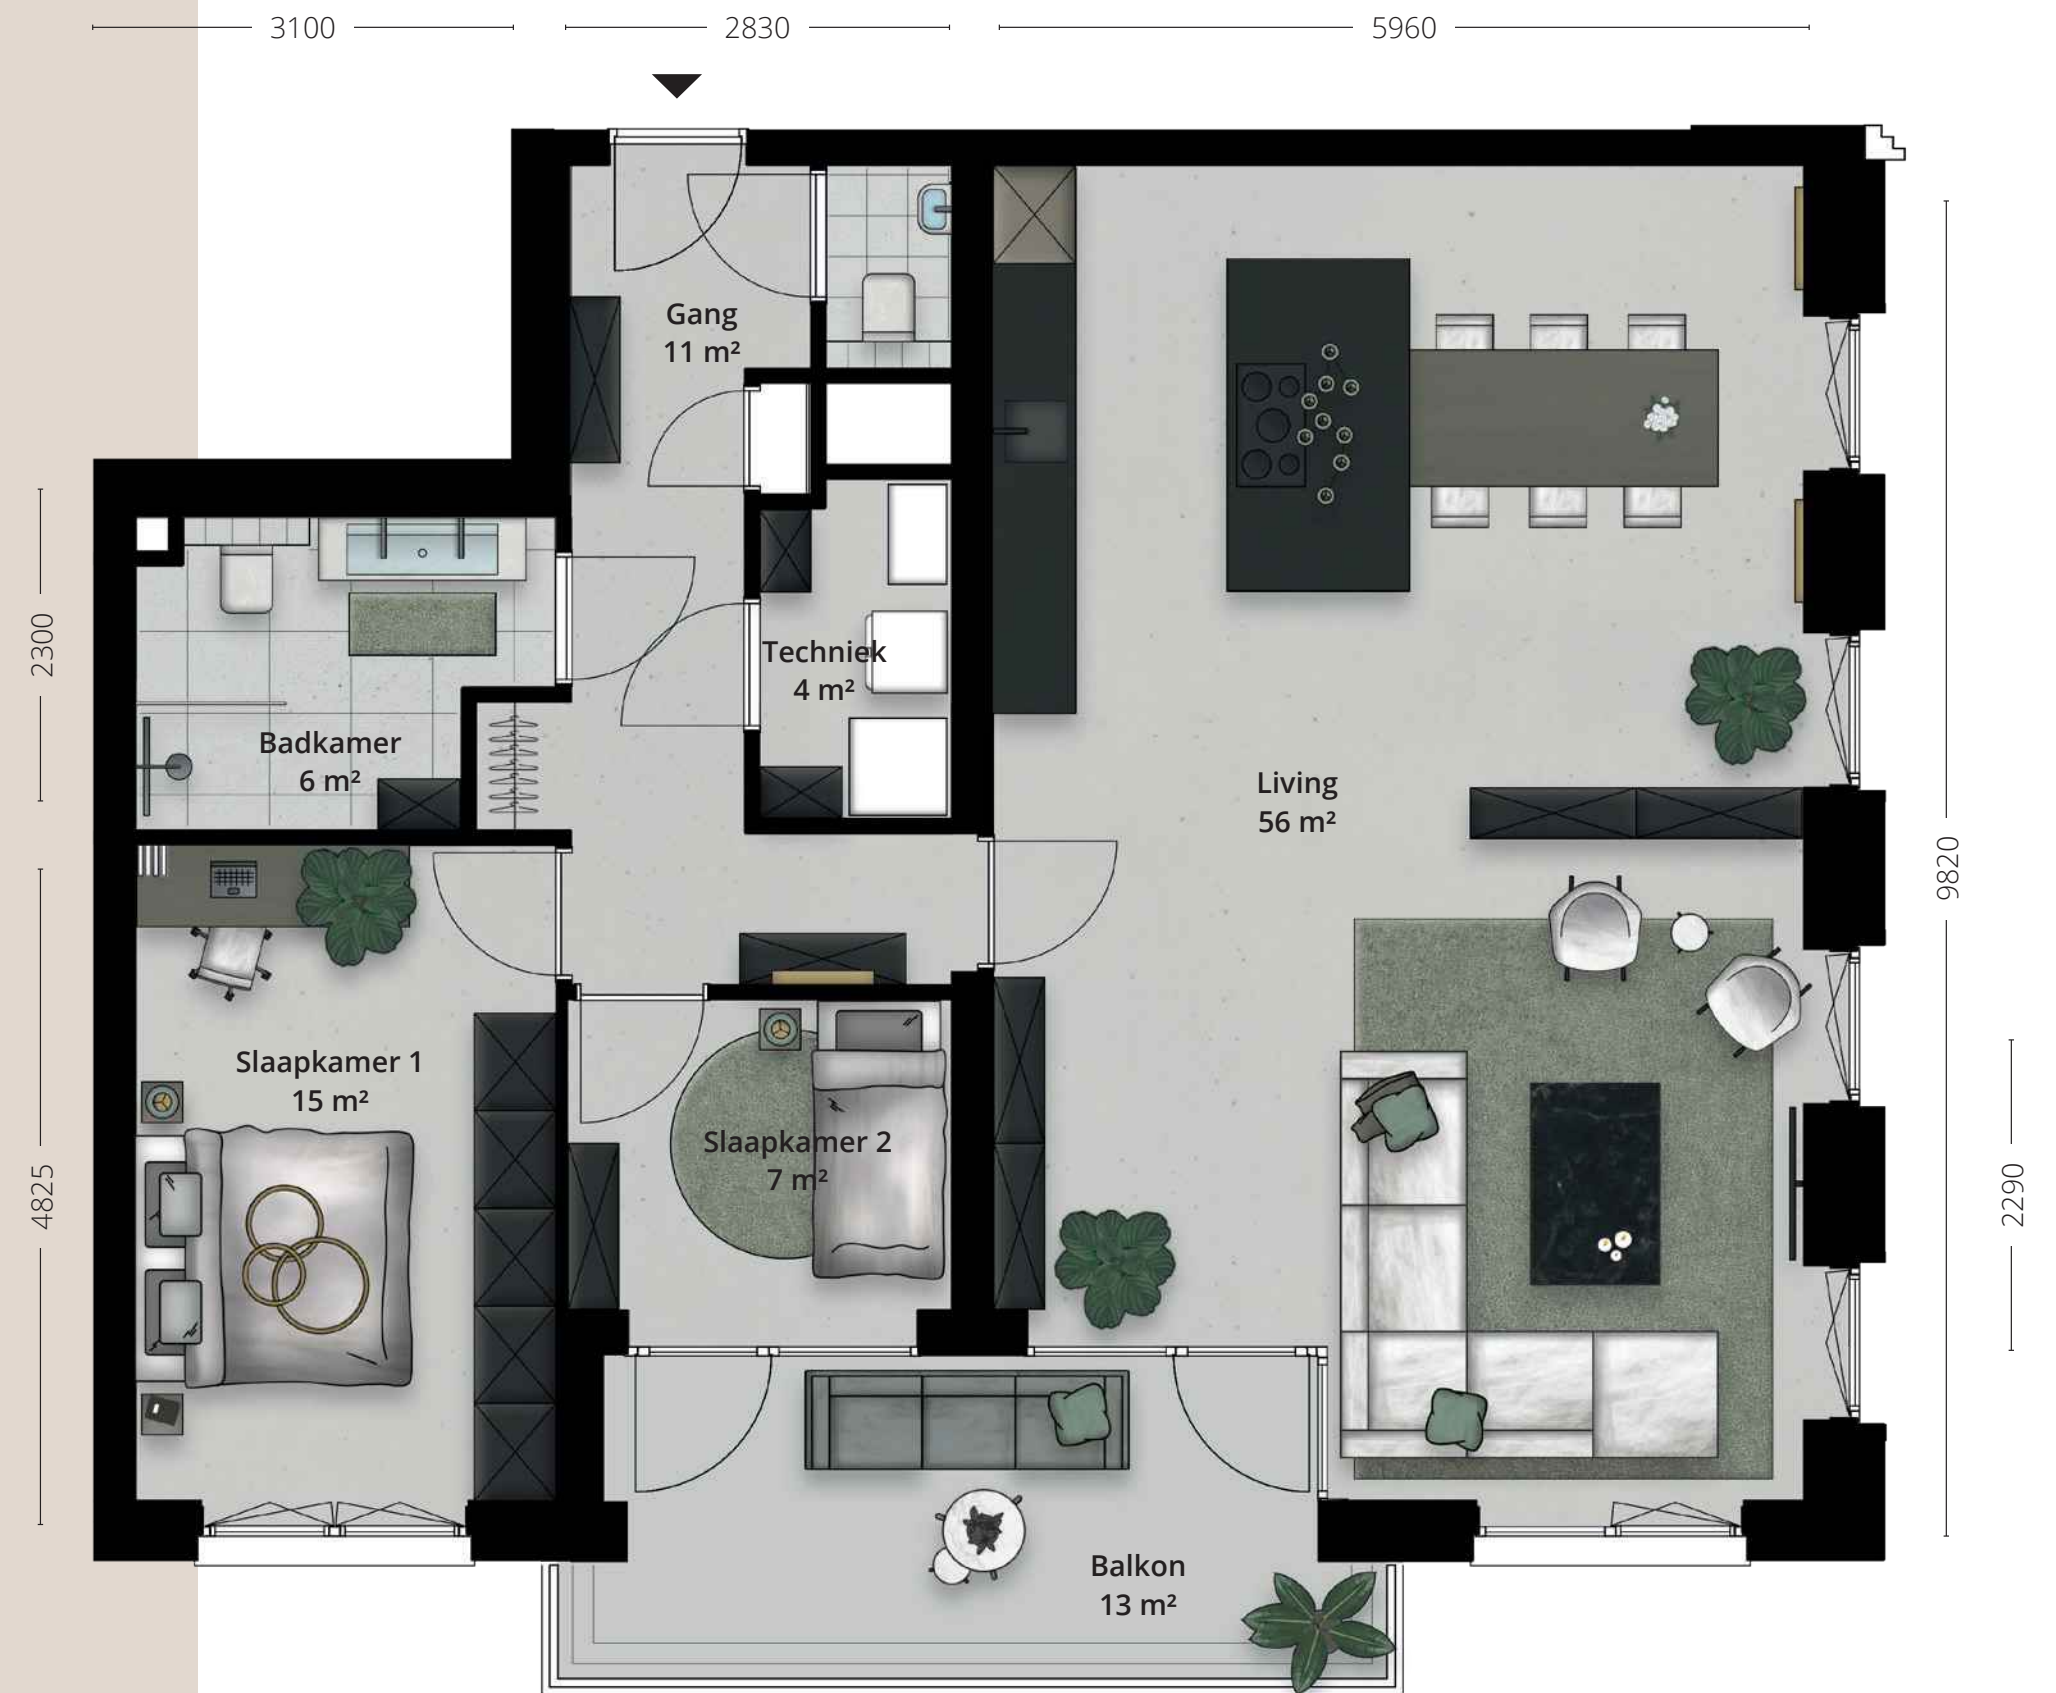 3100
2830
5960
Gang
11 m²
2300
Techniek
4 m²
Badkamer
6 m²
Living
56 m²
9820
Slaapkamer 1
15 m²
Slaapkamer 2
7 m²
4825
2290
Balkon
13 m²